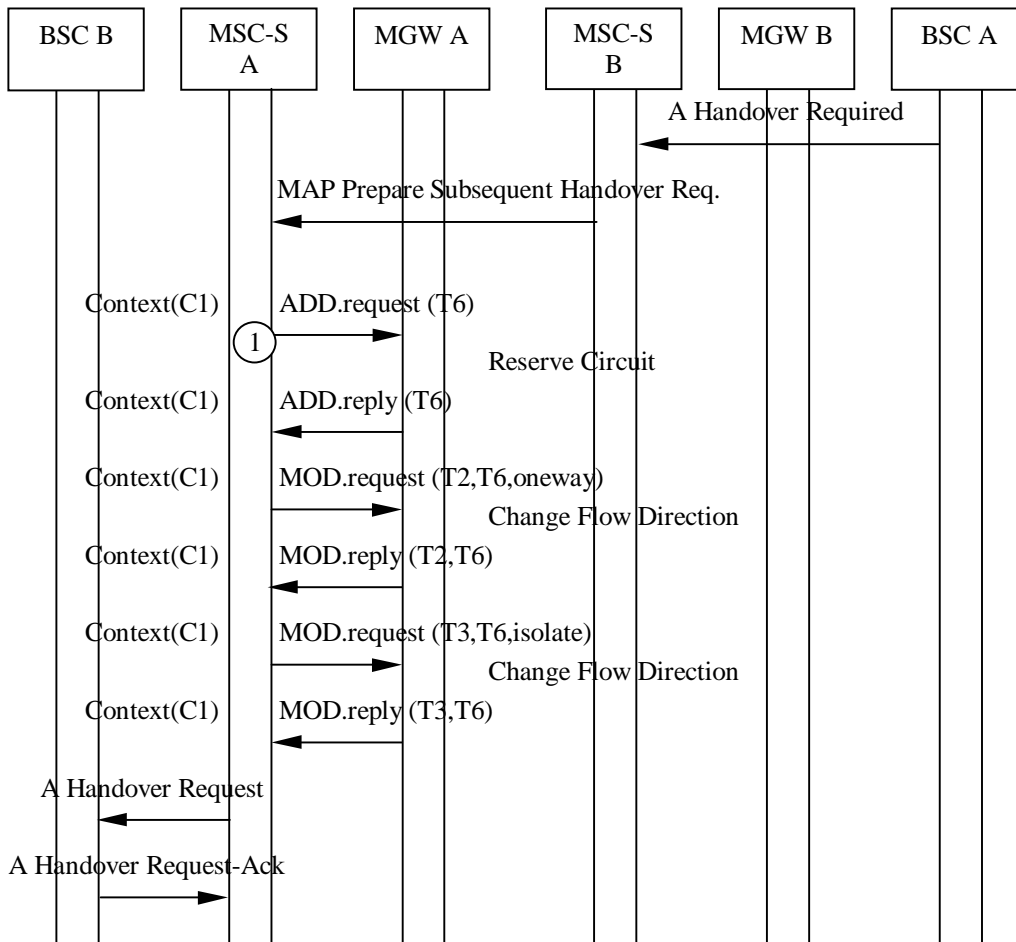 BSC B
MSC-S
A
MGW A
MSC-S
B
MGW B
BSC A
A Handover Required
MAP Prepare Subsequent Handover Req.
Context(C1) ADD.request (T6)
1
Reserve Circuit
Context(C1) ADD.reply (T6)
Context(C1) MOD.request (T2,T6,oneway)
Change Flow Direction
Context(C1) MOD.reply (T2,T6)
Context(C1) MOD.request (T3,T6,isolate)
Change Flow Direction
Context(C1) MOD.reply (T3,T6)
A Handover Request
A Handover Request-Ack